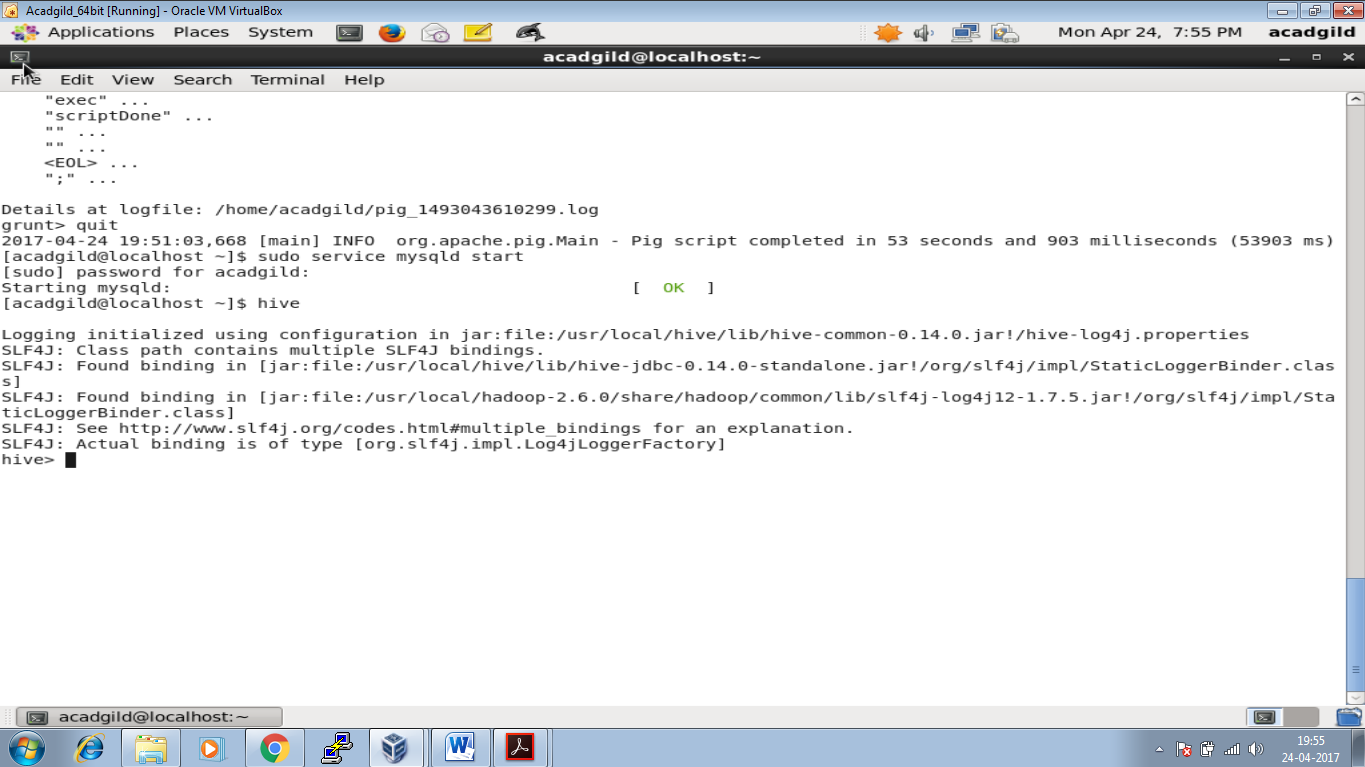 Acadgild_64bit [Running] - Oracle VM VirtualBox
Applications Places System Mon Apr 24, 7:55 PM acadgild
acadgild@localhost:~
File Edit View Search Terminal Help
"exec" ...
"scriptDone" ...
"" ...
"" ...
<EOL> ...
";" ...
Details at logfile: /home/acadgild/pig_1493043610299.log
grunt> quit
2017-04-24 19:51:03,668 [main] INFO  org.apache.pig.Main - Pig script completed in 53 seconds and 903 milliseconds (53903 ms)
[acadgild@localhost ~]$ sudo service mysqld start
[sudo] password for acadgild:
Starting mysqld: [  OK  ]
[acadgild@localhost ~]$ hive
Logging initialized using configuration in jar:file:/usr/local/hive/lib/hive-common-0.14.0.jar!/hive-log4j.properties
SLF4J: Class path contains multiple SLF4J bindings.
SLF4J: Found binding in [jar:file:/usr/local/hive/lib/hive-jdbc-0.14.0-standalone.jar!/org/slf4j/impl/StaticLoggerBinder.clas
s]
SLF4J: Found binding in [jar:file:/usr/local/hadoop-2.6.0/share/hadoop/common/lib/slf4j-log4j12-1.7.5.jar!/org/slf4j/impl/Sta
ticLoggerBinder.class]
SLF4J: See http://www.slf4j.org/codes.html#multiple_bindings for an explanation.
SLF4J: Actual binding is of type [org.slf4j.impl.Log4jLoggerFactory]
hive>
acadgild@localhost:~
19:55
24-04-2017